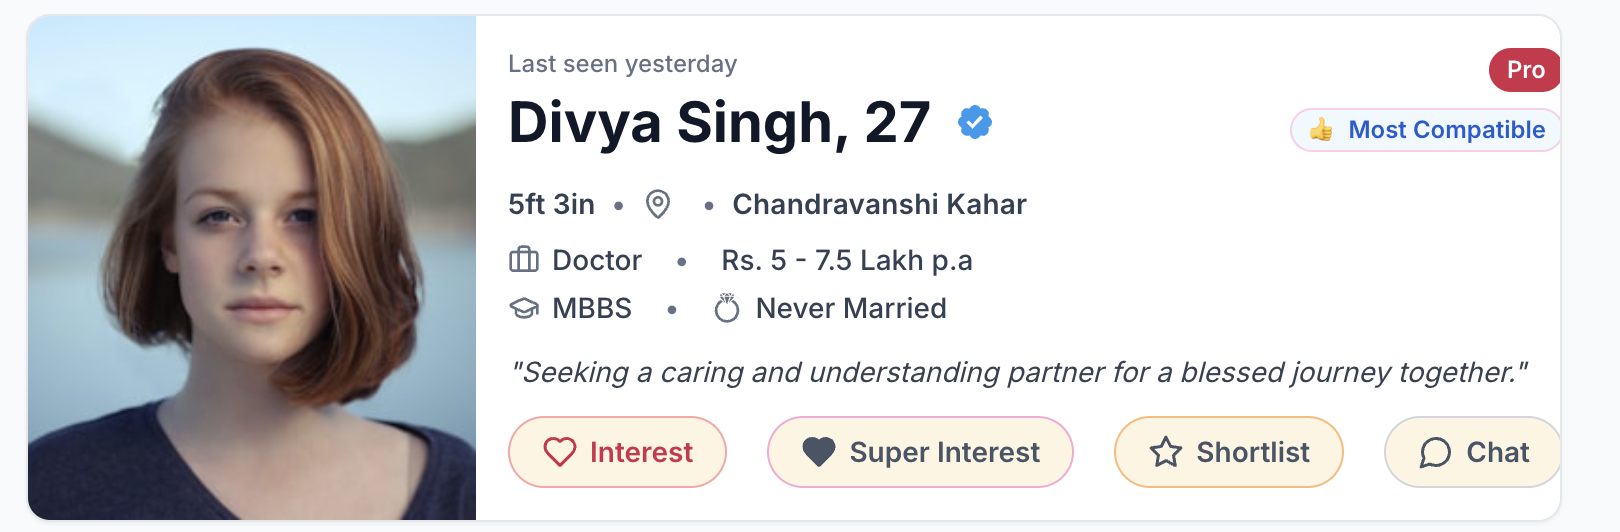 Last seen yesterday
Pro
Divya Singh, 27
👍 Most Compatible
5ft 3in • • Chandravanshi Kahar
Doctor • Rs. 5 - 7.5 Lakh p.a
MBBS • Never Married
"Seeking a caring and understanding partner for a blessed journey together."
Interest Super Interest Shortlist Chat